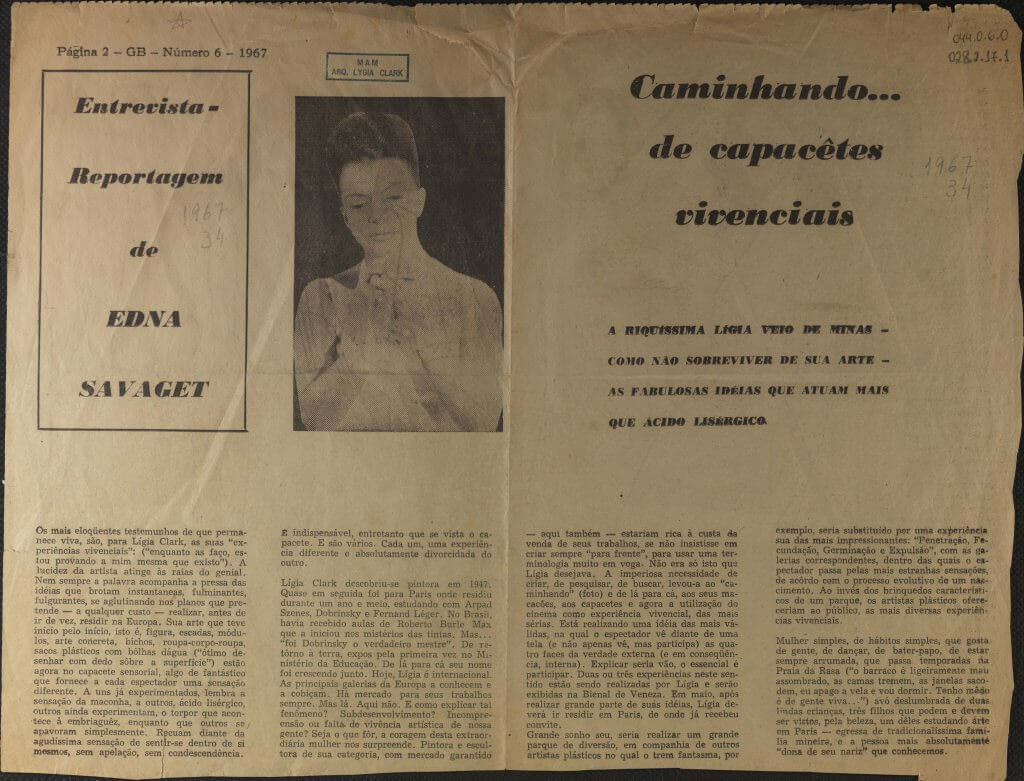 Página 2 — GB — Número 6 — 1967
MAM
ARQ. LYGIA CLARK
044.0.6.0
028.2.17.1
Entrevista -
Reportagem
de
EDNA
SAVAGET
1967
34
Caminhando...
de capacêtes
vivenciais
1967
34
A RIQUÍSSIMA LÍGIA VEIO DE MINAS —
COMO NÃO SOBREVIVER DE SUA ARTE —
AS FABULOSAS IDÉIAS QUE ATUAM MAIS
QUE ÁCIDO LISÉRGICO.
Os mais eloqüentes testemunhos de que perma-
nece viva, são, para Lígia Clark, as suas "ex-
periências vivenciais": ("enquanto as faço, es-
tou provando a mim mesma que existo"). A
lucidez da artista atinge às raias do genial.
Nem sempre a palavra acompanha a pressa das
idéias que brotam instantaneas, fulminantes,
fulgurantes, se aglutinando nos planos que pre-
tende — a qualquer custo — realizar, antes de
ir de vez, residir na Europa. Sua arte que teve
início pelo início, isto é, figura, escadas, módu-
los, arte concreta, bichos, roupa-corpo-roupa,
sacos plásticos com bôlhas dágua ("ótimo de-
senhar com dedo sôbre a superfície") estão
agora no capacete sensorial, algo de fantástico
que fornece a cada espectador uma sensação
diferente. A uns já experimentados, lembra a
sensação da maconha, a outros, ácido lisérgico,
outros ainda experimentam, o torpor que acon-
tece à embriaguêz, enquanto que outros se
apavoram simplesmente. Recuam diante da
agudíssima sensação de sentir-se dentro de si
mesmos, sem apelação, sem condescendência.
É indispensável, entretanto que se vista o ca-
pacete. E são vários. Cada um, uma experiên-
cia diferente e absolutamente divorcidada do
outro.
Lígia Clark descobriu-se pintora em 1947.
Quase em seguida foi para Paris onde residiu
durante um ano e meio, estudando com Arpad
Szenes, Dobrinsky e Fernand Léger. No Brasil,
havia recebido aulas de Roberto Burle Max
que a iniciou nos mistérios das tintas. Mas...
"foi Dobrinsky o verdadeiro mestre". De re-
tôrno à terra, expos pela primeira vez no Mi-
nistério da Educação. De lá para cá seu nome
foi crescendo junto. Hoje, Lígia é internacional.
As principais galerias da Europa a conhecem e
a cobiçam. Há mercado para seus trabalhos
sempre. Mas lá. Aqui não. E como explicar tal
fenômeno? Subdesenvolvimento? Incompreen-
são ou falta de vivência artística de nossa
gente? Seja o que fôr, a coragem desta extraor-
diária mulher nos surpreende. Pintora e escul-
tora de sua categoria, com mercado garantido
— aqui também — estariam rica à custa da
venda de seus trabalhos, se não insistisse em
criar sempre "para frente", para usar uma ter-
minologia muito em voga. Não era só isto que
Lígia desejava. A imperiosa necessidade de
criar, de pesquisar, de buscar, levou-ao ao "ca-
minhando" (foto) e de lá para cá, aos seus ma-
cacões, aos capacetes e agora a utilização do
cinema como experiência vivencial, das mais
sérias. Está realizando uma idéia das mais vá-
lidas, na qual o espectador vê diante de uma
tela (e não apenas vê, mas participa) as qua-
tro faces da verdade externa (e em conseqüên-
cia, interna). Explicar seria vão, o essencial é
participar. Duas ou três experiências neste sen-
tido estão sendo realizadas por Lígia e serão
exibidas na Bienal de Venéza. Em maio, após
realizar grande parte de suás idéias, Lígia de-
verá ir residir em Paris, de onde já recebeu
convite.
Grande sonho seu, seria realizar um grande
parque de diversão, em companhia de outros
artistas plásticos no qual o trem fantasma, por
exemplo, seria substituido por uma experiência
sua das mais impressionantes: "Penetração, Fe-
cundação, Germinação e Expulsão", com as ga-
lerias correspondentes, dentro das quais o es-
pectador passa pelas mais estranhas sensações,
de acôrdo com o processo evolutivo de um nas-
cimento. Ao invés dos brinquedos característi-
cos de um parque, os artistas plásticos ofere-
ceriam ao público, as mais diversas experiên-
cias vivenciais.
Mulher simples, de hábitos simples, que gosta
de gente, de dançar, de bater-papo, de estar
sempre arrumada, que passa temporadas na
Praia da Rasa ("o barraco é ligeiramente mau
assombrado, as camas tremem, as janelas saco-
dem, eu apago a vela e vou dormir. Tenho mêdo
é de gente viva...") avó deslumbrada de duas
lindas crianças, três filhos que podem e devem
ser vistos, pela beleza, um dêles estudando arte
em Paris — egressa de tradicionalíssima famí-
lia mineira, e a pessoa mais absolutamente
"dona de seu nariz" que conhecemos.